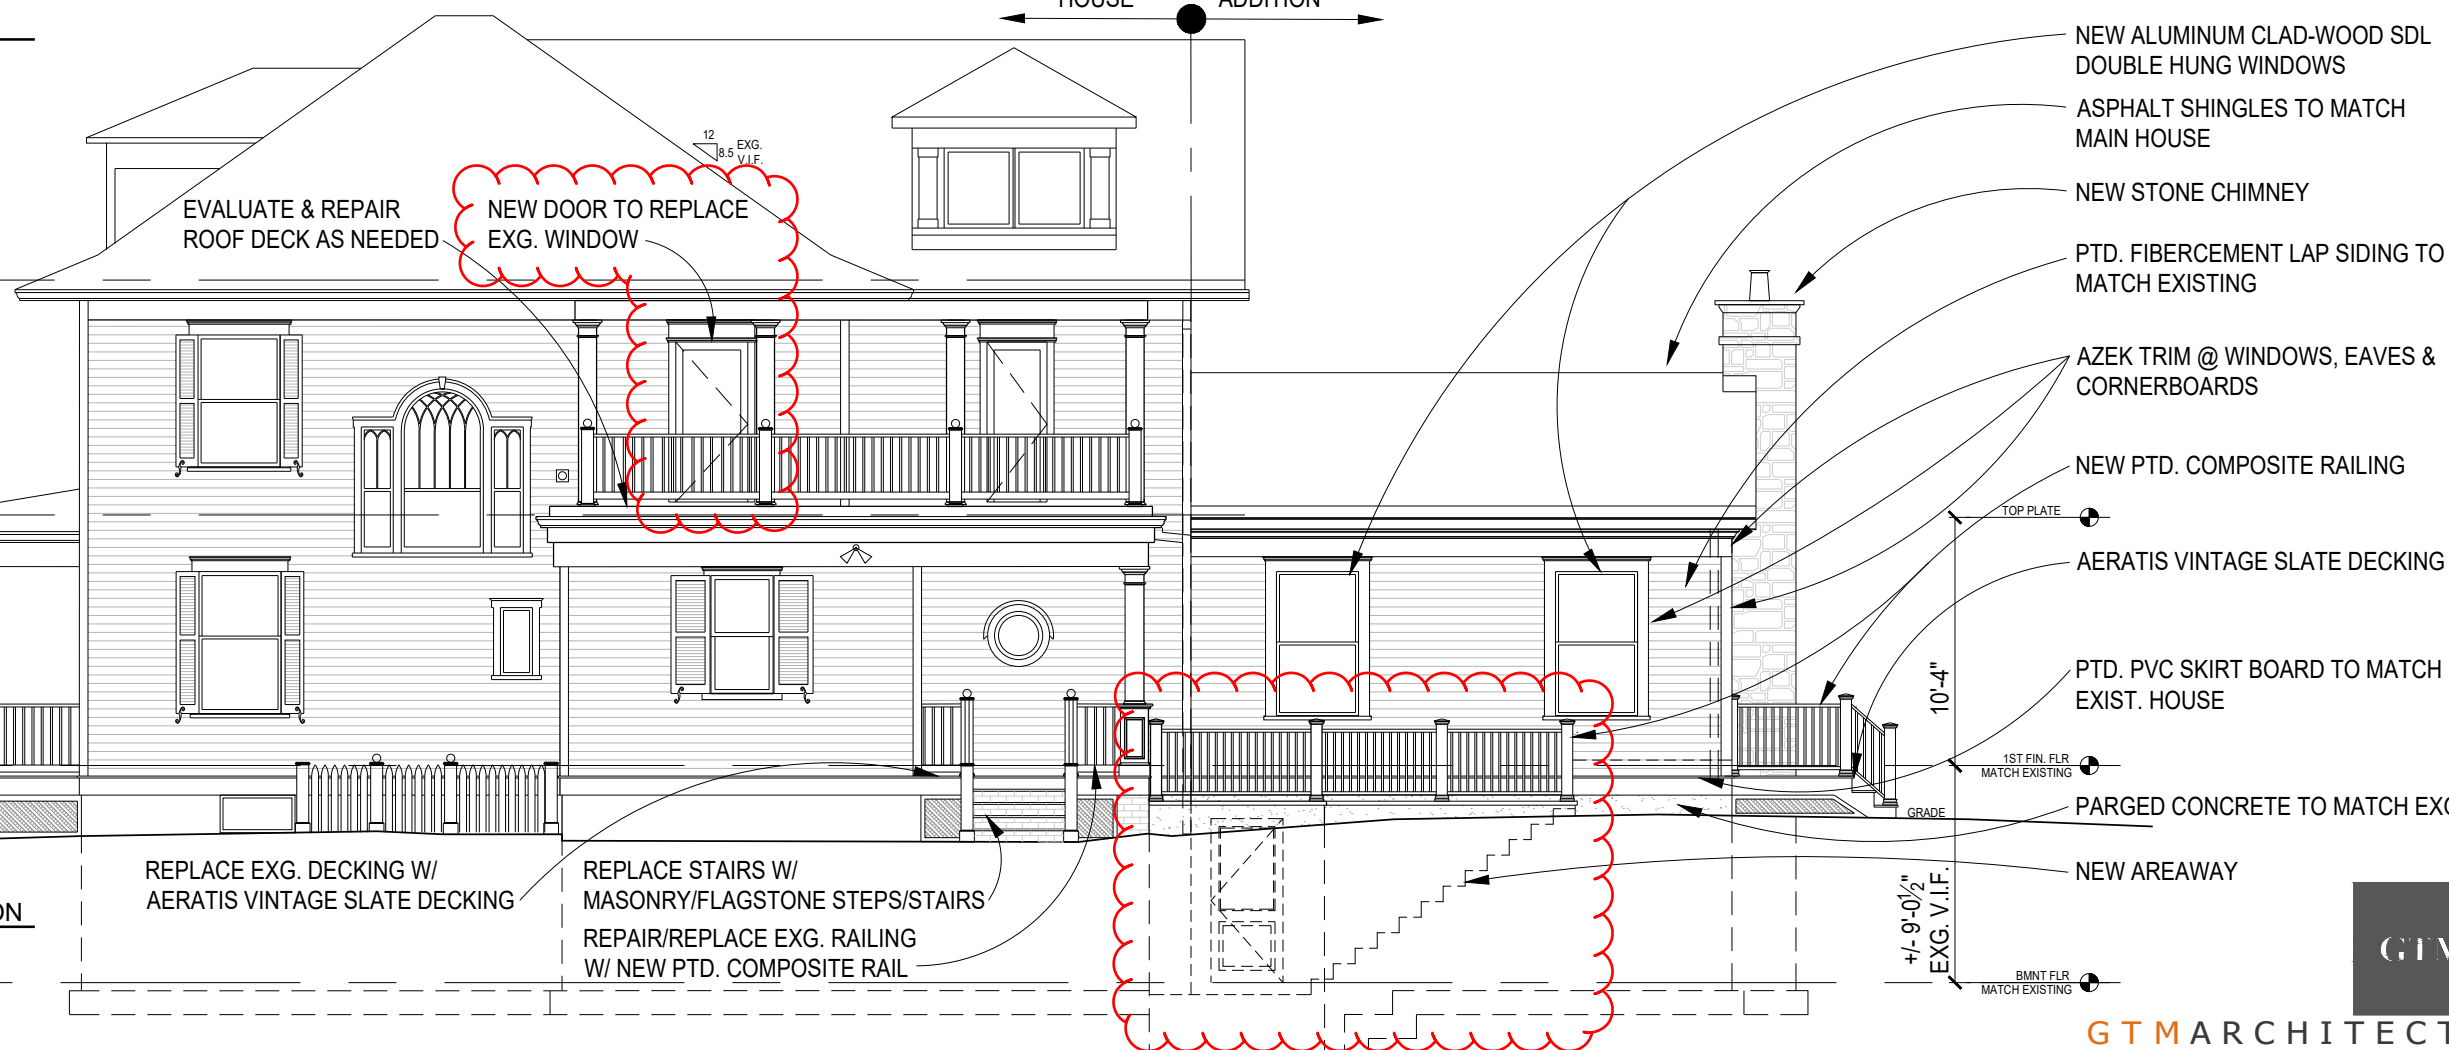 HOUSE
ADDITION
NEW ALUMINUM CLAD-WOOD SDL
DOUBLE HUNG WINDOWS
ASPHALT SHINGLES TO MATCH
MAIN HOUSE
NEW STONE CHIMNEY
PTD. FIBERCEMENT LAP SIDING TO
MATCH EXISTING
AZEK TRIM @ WINDOWS, EAVES &
CORNERBOARDS
NEW PTD. COMPOSITE RAILING
AERATIS VINTAGE SLATE DECKING
PTD. PVC SKIRT BOARD TO MATCH
EXIST. HOUSE
PARGED CONCRETE TO MATCH EXG
NEW AREAWAY
12
8.5
EXG.
V.I.F.
EVALUATE & REPAIR
ROOF DECK AS NEEDED
NEW DOOR TO REPLACE
EXG. WINDOW
TOP PLATE
10'-4"
1ST FIN. FLR
MATCH EXISTING
GRADE
+/- 9'-0½"
EXG. V.I.F.
BMNT FLR
MATCH EXISTING
REPLACE EXG. DECKING W/
AERATIS VINTAGE SLATE DECKING
REPLACE STAIRS W/
MASONRY/FLAGSTONE STEPS/STAIRS
REPAIR/REPLACE EXG. RAILING
W/ NEW PTD. COMPOSITE RAIL
ON
GTM
GTMARCHITECT